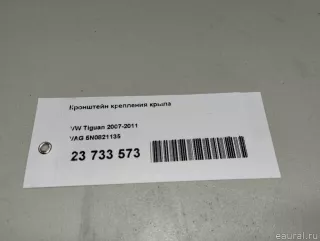 Кронштейн крепления крыла
VW Tiguan 2007-2011
VAG 5N0821135
23 733 573
eaural.ru